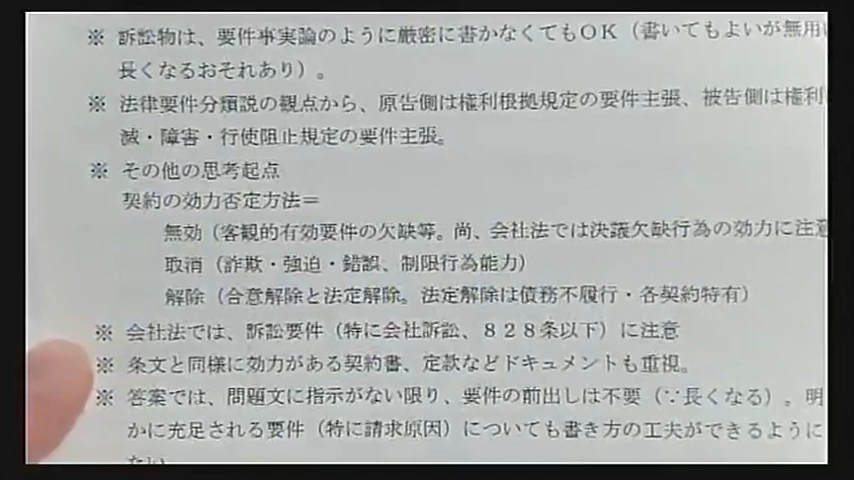 ※ 訴訟物は、要件事実論のように厳密に書かなくてもOK（書いてもよいが無用
長くなるおそれあり）。
※ 法律要件分類説の観点から、原告側は権利根拠規定の要件主張、被告側は権利
滅・障害・行使阻止規定の要件主張。
※ その他の思考起点
契約の効力否定方法＝
無効（客観的有効要件の欠缺等。尚、会社法では決議欠缺行為の効力に注意
取消（詐欺・強迫・錯誤、制限行為能力）
解除（合意解除と法定解除。法定解除は債務不履行・各契約特有）
※ 会社法では、訴訟要件（特に会社訴訟、８２８条以下）に注意
※ 条文と同様に効力がある契約書、定款などドキュメントも重視。
※ 答案では、問題文に指示がない限り、要件の前出しは不要（∵長くなる）。明
かに充足される要件（特に請求原因）についても書き方の工夫ができるように